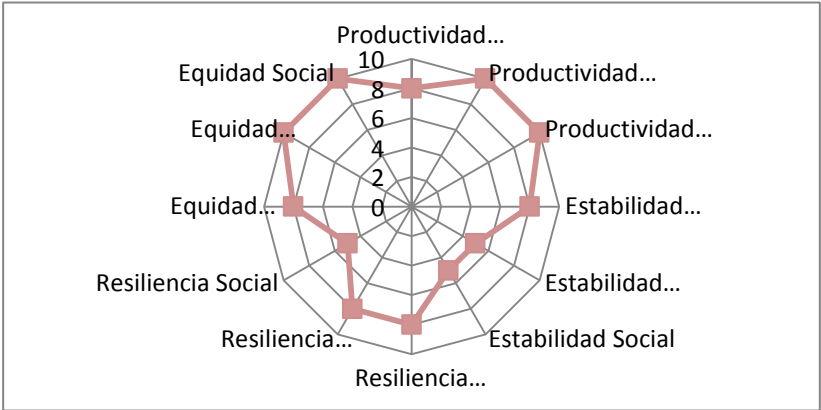 Productividad...
10
Equidad Social
Productividad...
8
6
Equidad...
Productividad...
4
2
Equidad...
0
Estabilidad...
Resiliencia Social
Estabilidad...
Resiliencia...
Estabilidad Social
Resiliencia...